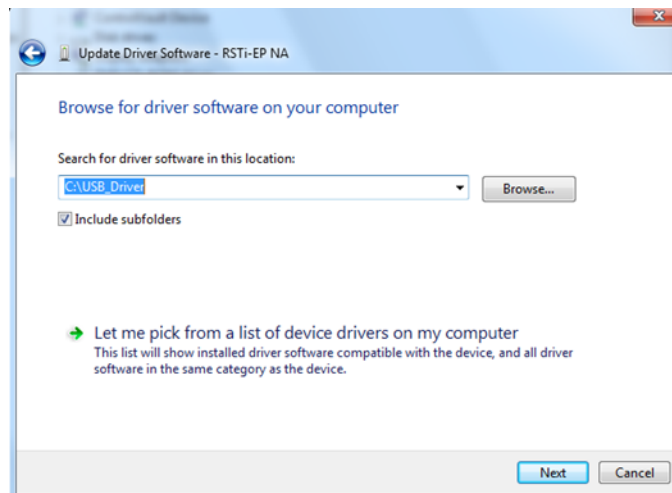 Update Driver Software - RSTi-EP NA
Browse for driver software on your computer
Search for driver software in this location:
C:\USB_Driver
Browse...
Include subfolders
Let me pick from a list of device drivers on my computer
This list will show installed driver software compatible with the device, and all driver
software in the same category as the device.
Next Cancel